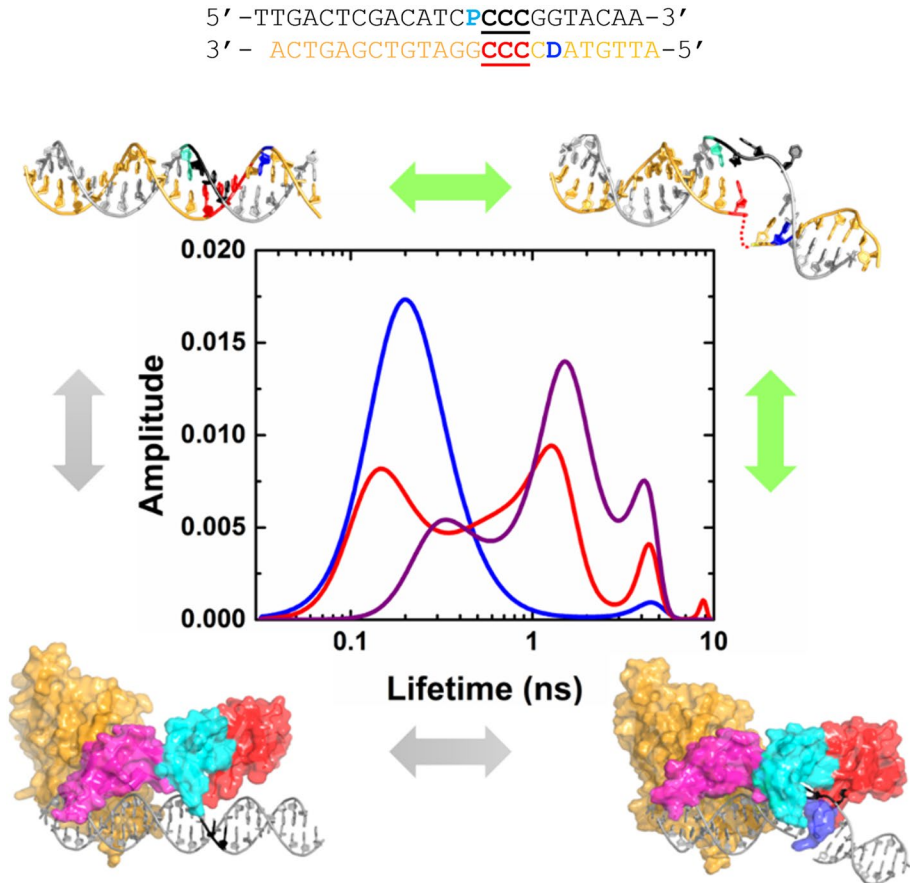 5′-TTGACTCGACATCPCCCGGTACAA-3′
3′- ACTGAGCTGTAGGCCCCDATGTTA-5′
0.020
0.015
0.010
0.005
0.000
Amplitude
0.1 1 10
Lifetime (ns)